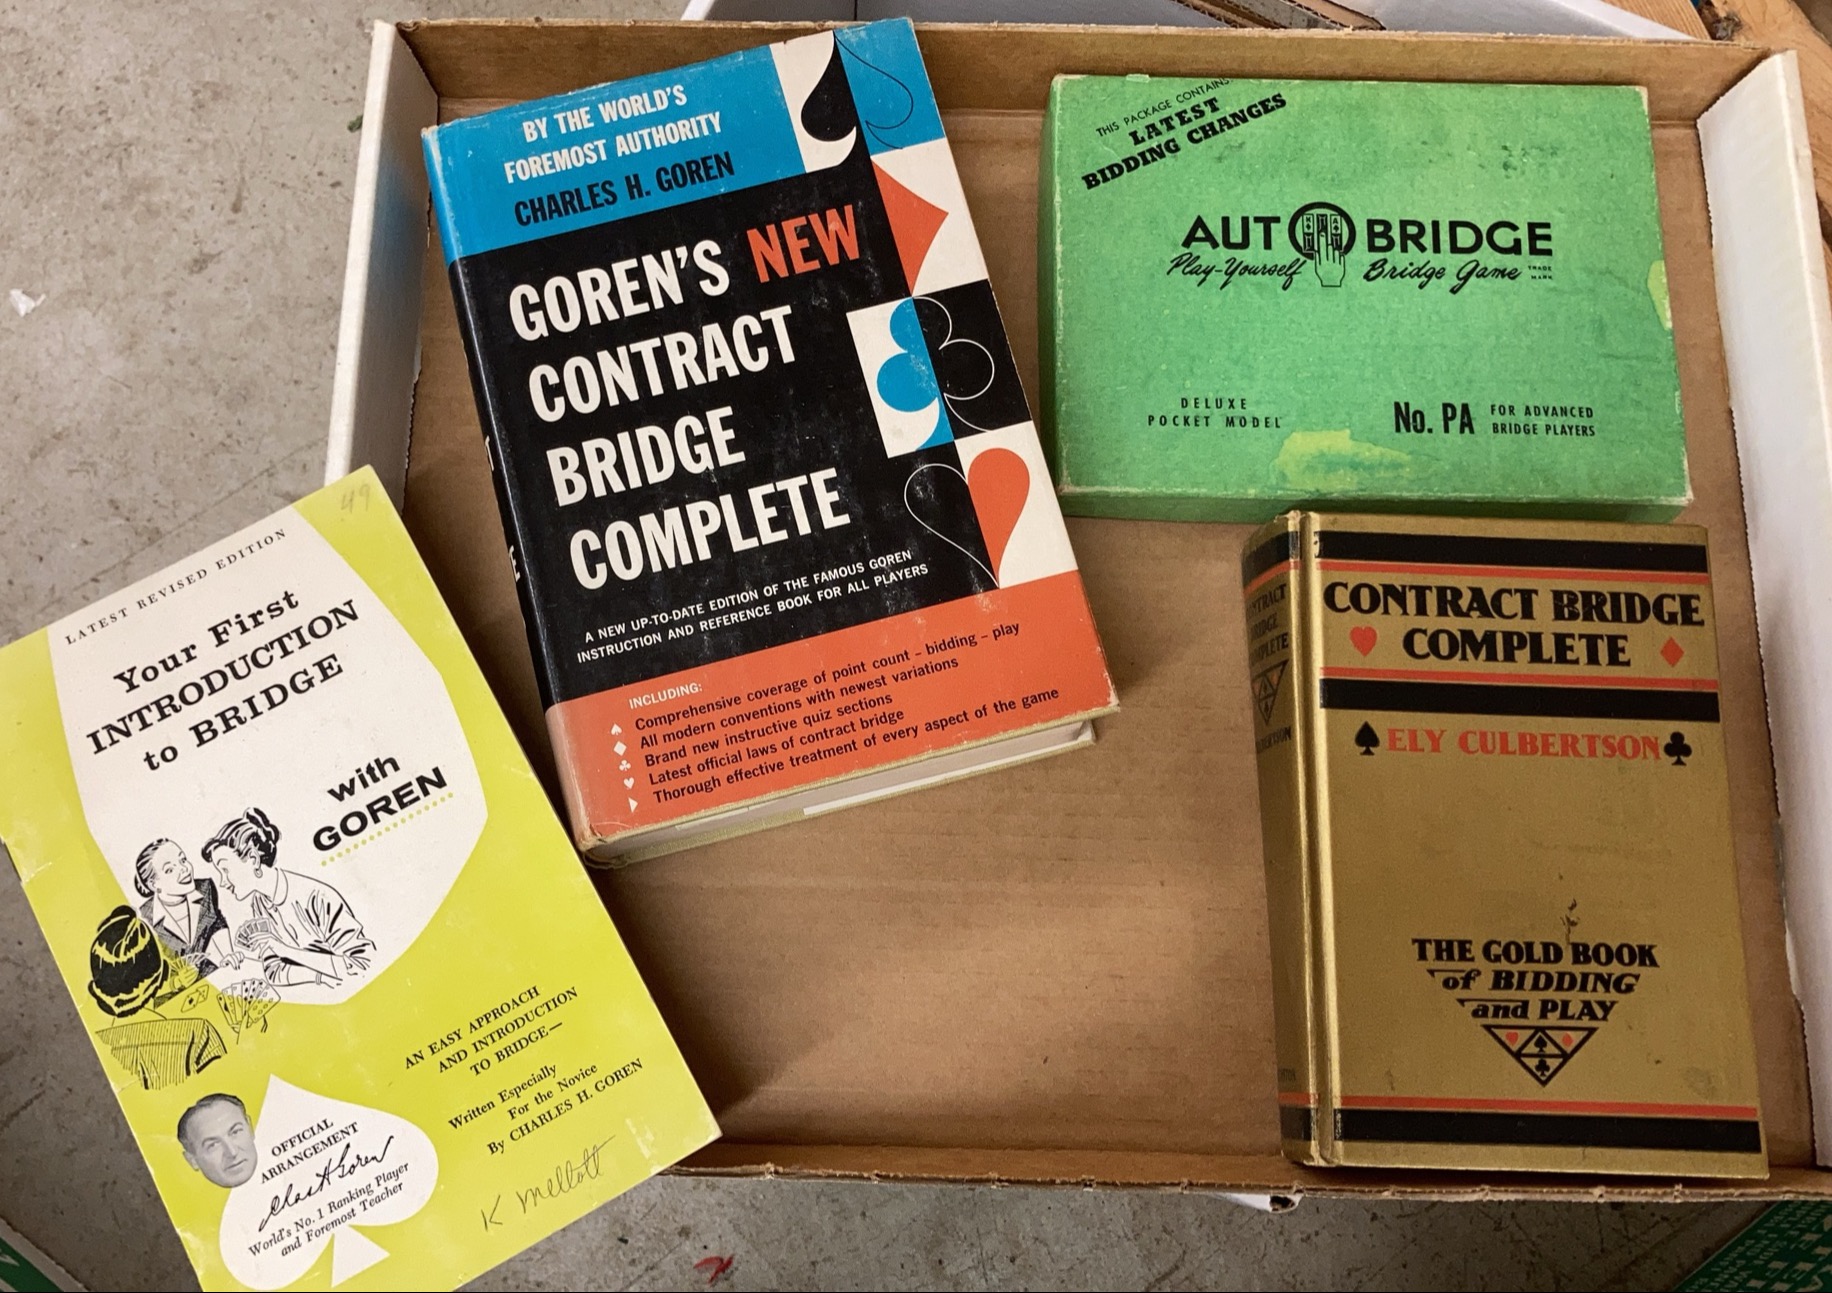 49
LATEST REVISED EDITION
Your First
INTRODUCTION
to BRIDGE
with
GOREN
AN EASY APPROACH
AND INTRODUCTION
TO BRIDGE—
Written Especially
For the Novice
By CHARLES H. GOREN
OFFICIAL
ARRANGEMENT
Chas H Goren
World's No. 1 Ranking Player
and Foremost Teacher
K Mellott
BY THE WORLD'S
FOREMOST AUTHORITY
CHARLES H. GOREN
GOREN'S NEW
CONTRACT
BRIDGE
COMPLETE
A NEW UP-TO-DATE EDITION OF THE FAMOUS GOREN
INSTRUCTION AND REFERENCE BOOK FOR ALL PLAYERS
INCLUDING:
Comprehensive coverage of point count – bidding – play
All modern conventions with newest variations
Brand new instructive quiz sections
Latest official laws of contract bridge
Thorough effective treatment of every aspect of the game
THIS PACKAGE CONTAINS
LATEST
BIDDING CHANGES
AUTOBRIDGE
Play-Yourself Bridge Game TRADE MARK
DELUXE
POCKET MODEL
No. PA FOR ADVANCED
BRIDGE PLAYERS
CONTRACT BRIDGE
COMPLETE
ELY CULBERTSON
THE GOLD BOOK
of BIDDING
and PLAY